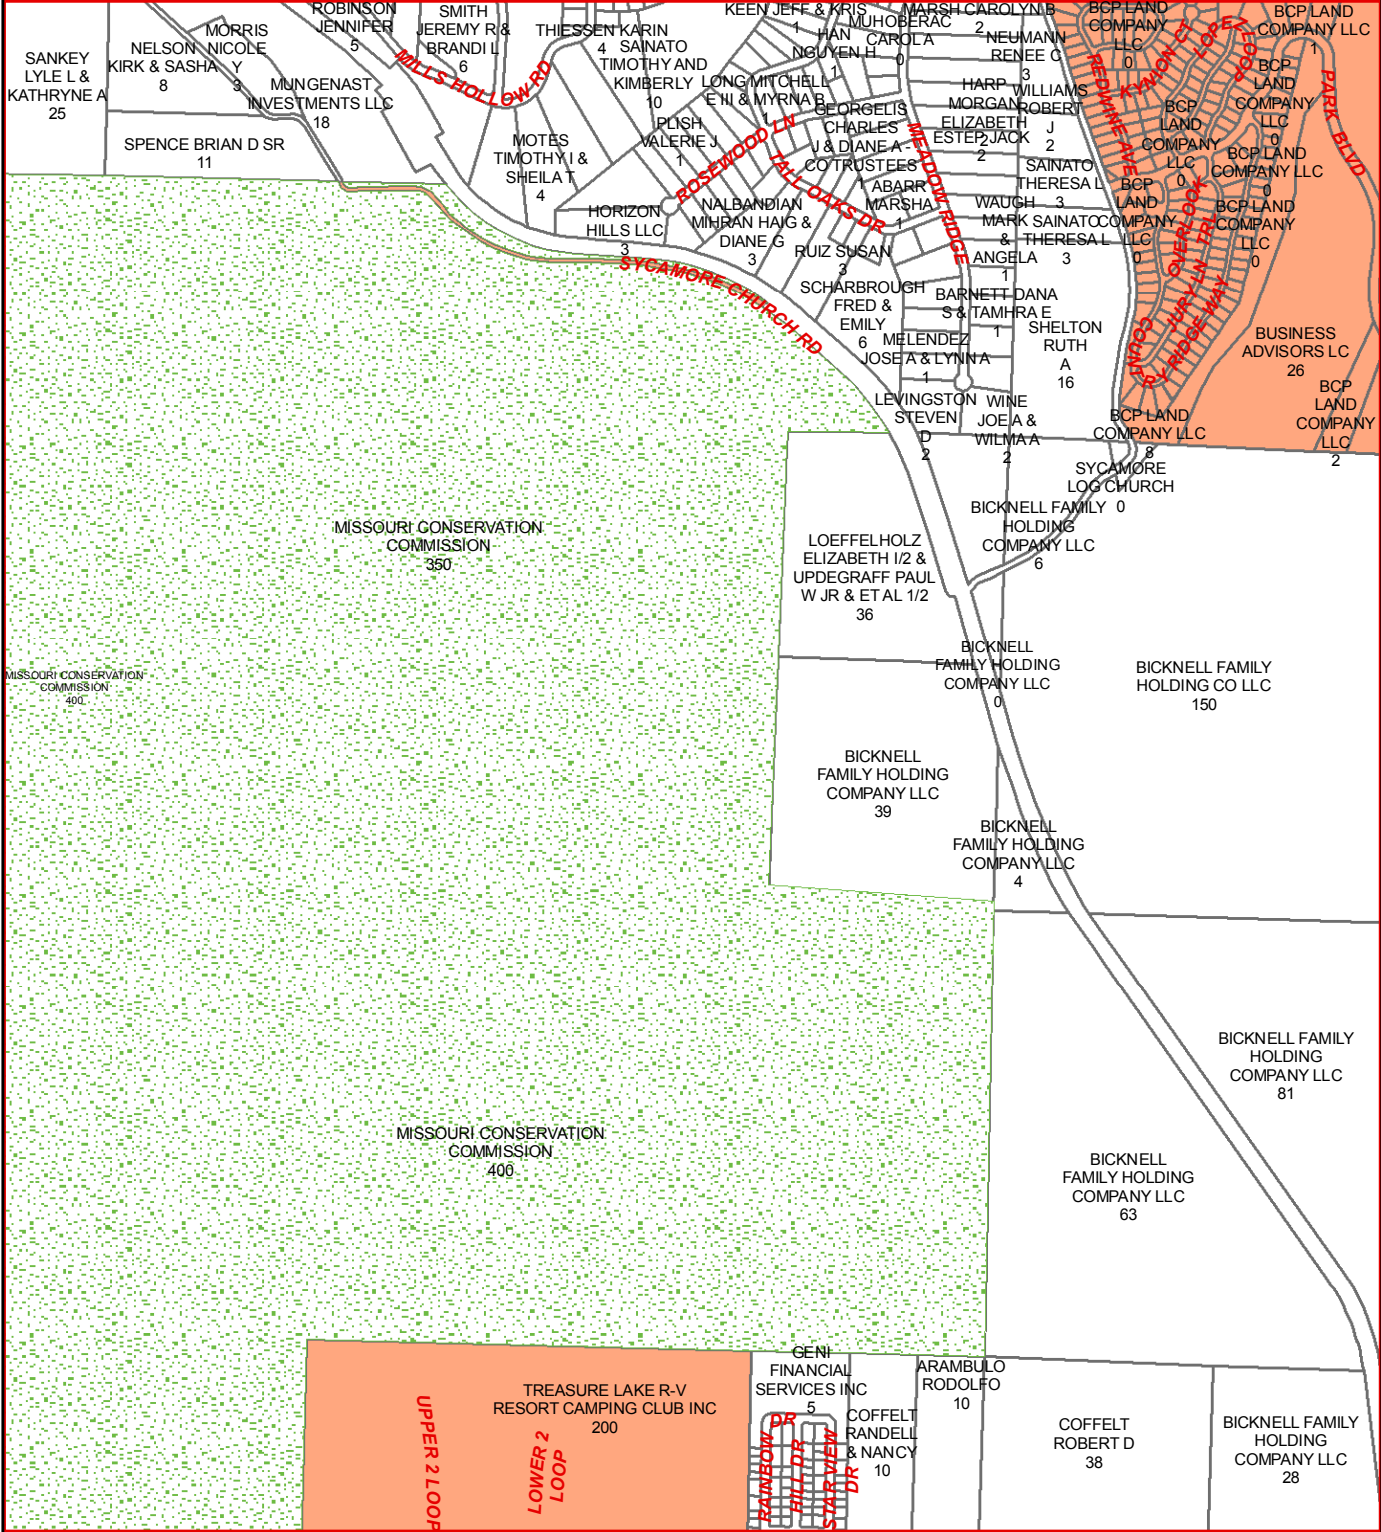 SANKEY
LYLE L &
KATHRYNE A
25
NELSON
KIRK & SASHA
8
MORRIS
NICOLE
Y
3
SPENCE BRIAN D SR
11
MUNGENAST
INVESTMENTS LLC
18
ROBINSON
JENNIFER
5
SMITH
JEREMY R &
BRANDI L
6
MILLS HOLLOW RD
THIESSEN KARIN
4
SAINATO
TIMOTHY AND
KIMBERLY
10
MOTES
TIMOTHY I &
SHEILA T
4
PLISH
VALERIE J
1
HORIZON
HILLS LLC
3
KEEN JEFF & KRIS
1
HAN
NGUYEN H
1
MUHOBERAC
CAROL A
0
LONG MITCHELL
E III & MYRNA B
1
ROSEWOOD LN
TALL OAKS DR
GEORGELIS
CHARLES
J & DIANE A -
CO TRUSTEES
1
ABARR
MARSHA
1
NALBANDIAN
MIHRAN HAIG &
DIANE G
3
RUIZ SUSAN
3
SCHARBROUGH
FRED &
EMILY
6
SYCAMORE CHURCH RD
MEADOW RIDGE
MARSH CAROLYN B
2
NEUMANN
RENEE C
3
HARP
MORGAN
ELIZABETH
2
WILLIAMS
ROBERT
J
2
ESTEP JACK
2
SAINATO
THERESA L
3
WAUGH
MARK
&
ANGELA
1
SAINATO
THERESA L
3
BARNETT DANA
S & TAMHRA E
1
MELENDEZ
JOSE A & LYNN A
1
SHELTON
RUTH
A
16
LEVINGSTON
STEVEN
D
2
WINE
JOE A &
WILMA A
2
BCP LAND
COMPANY
LLC
0
REDWINE AVE
KYNION CT
LOPEZ LOOP
BCP LAND
COMPANY LLC
1
PARK BLVD
BCP
LAND
COMPANY
LLC
0
BCP
LAND
COMPANY
LLC
0
BCP LAND
COMPANY LLC
0
BCP
LAND
COMPANY
LLC
0
BCP LAND
COMPANY
LLC
0
OVERLOOK TRL
JURY LN
COUNTRY RIDGE WAY
BUSINESS
ADVISORS LC
26
BCP
LAND
COMPANY
LLC
2
BCP LAND
COMPANY LLC
8
SYCAMORE
LOG CHURCH
0
BICKNELL FAMILY
HOLDING
COMPANY LLC
6
MISSOURI CONSERVATION
COMMISSION
350
LOEFFELHOLZ
ELIZABETH I/2 &
UPDEGRAFF PAUL
W JR & ET AL 1/2
36
MISSOURI CONSERVATION
COMMISSION
400
BICKNELL
FAMILY HOLDING
COMPANY LLC
0
BICKNELL FAMILY
HOLDING CO LLC
150
BICKNELL
FAMILY HOLDING
COMPANY LLC
39
BICKNELL
FAMILY HOLDING
COMPANY LLC
4
BICKNELL FAMILY
HOLDING
COMPANY LLC
81
MISSOURI CONSERVATION
COMMISSION
400
BICKNELL
FAMILY HOLDING
COMPANY LLC
63
TREASURE LAKE R-V
RESORT CAMPING CLUB INC
200
UPPER 2 LOOP
LOWER 2
LOOP
GENI
FINANCIAL
SERVICES INC
5
RAINBOW DR
HILL DR
STARVIEW
DR
COFFELT
RANDELL
& NANCY
10
ARAMBULO
RODOLFO
10
COFFELT
ROBERT D
38
BICKNELL FAMILY
HOLDING
COMPANY LLC
28